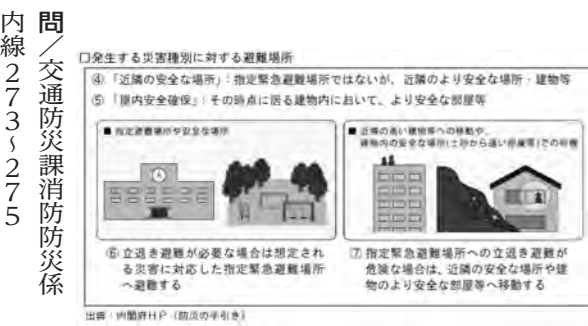 問／交通防災課消防防災係
内線273〜275
□発生する災害種別に対する避難場所
④「近隣の安全な場所」：指定緊急避難場所ではないが、近隣のより安全な場所・建物等
⑤「屋内安全確保」：その時点に居る建物内において、より安全な部屋等
■ 指定避難場所や安全な場所
■ 近隣の高い建物等への移動や、
建物内の安全な場所（土砂から遠い部屋等）での待機
⑥ 立退き避難が必要な場合は想定され
る災害に対応した指定緊急避難場所
へ避難する
⑦ 指定緊急避難場所への立退き避難が
危険な場合は、近隣の安全な場所や建
物のより安全な部屋等へ移動する
出典：内閣府HP（防災の手引き）